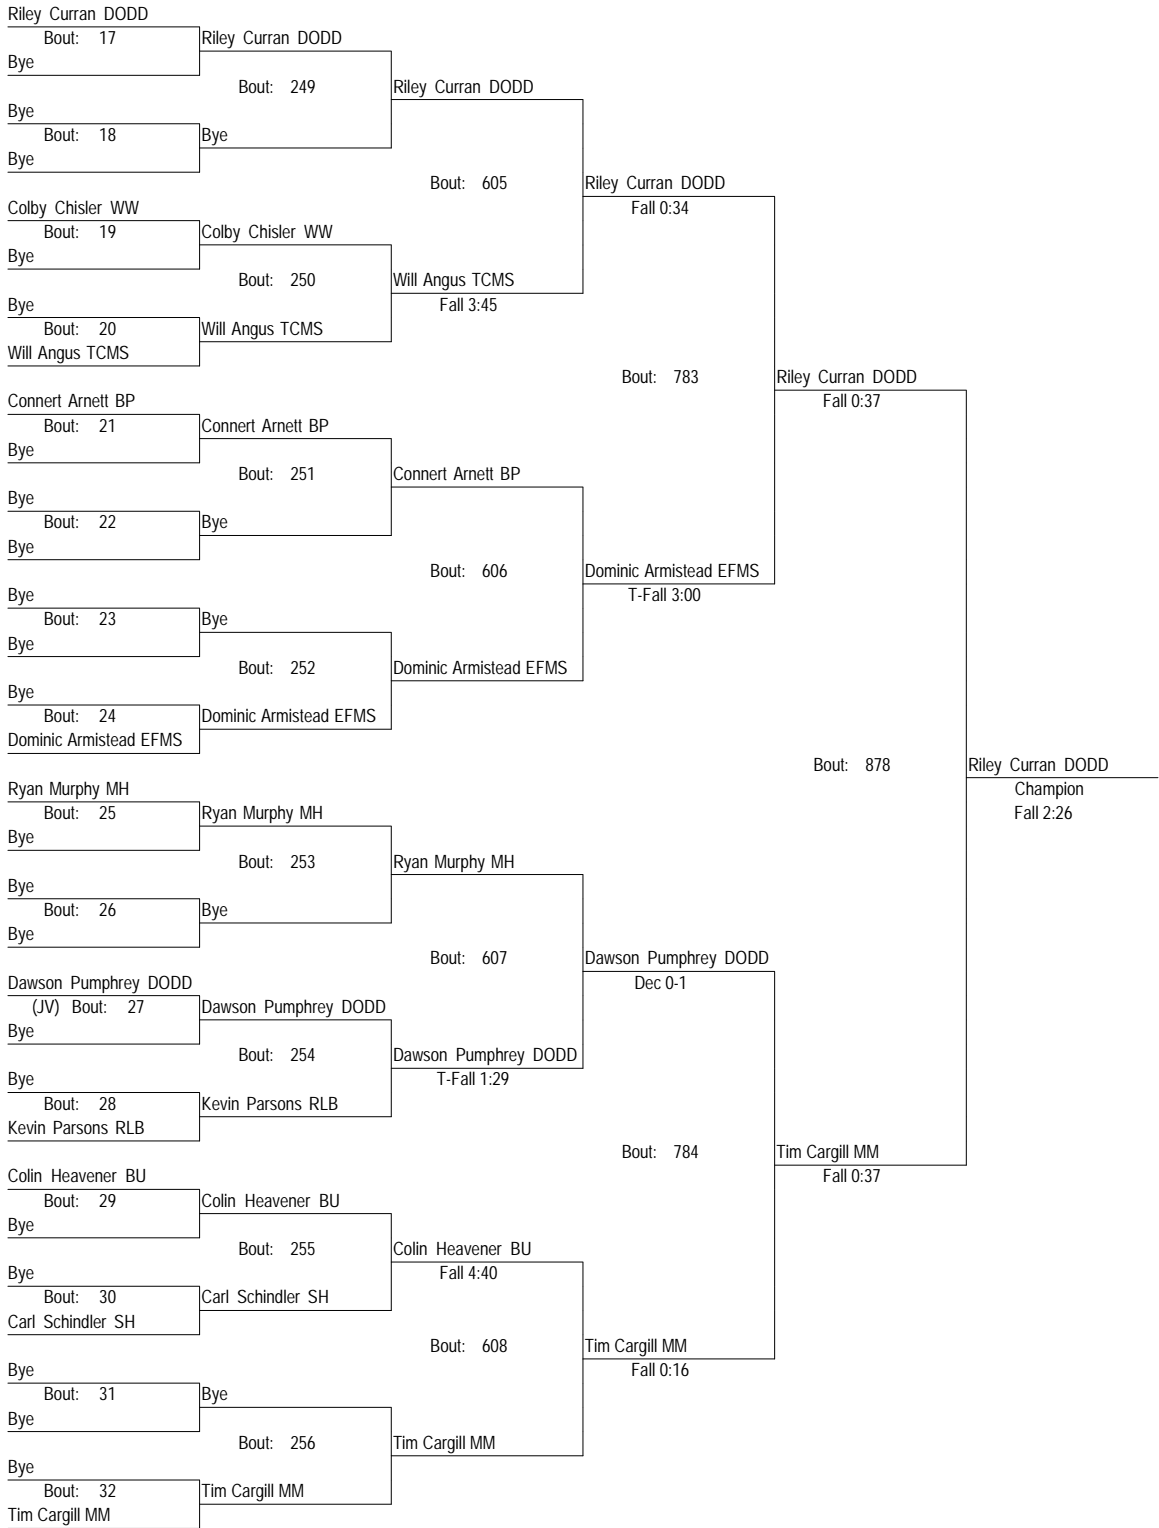 Riley Curran DODD
Bout: 17
Riley Curran DODD
Bye
Bout: 249
Riley Curran DODD
Bye
Bout: 18
Bye
Bye
Bout: 605
Riley Curran DODD
Fall 0:34
Colby Chisler WW
Bout: 19
Colby Chisler WW
Bye
Bout: 250
Will Angus TCMS
Fall 3:45
Bye
Bout: 20
Will Angus TCMS
Will Angus TCMS
Bout: 783
Riley Curran DODD
Fall 0:37
Connert Arnett BP
Bout: 21
Connert Arnett BP
Bye
Bout: 251
Connert Arnett BP
Bye
Bout: 22
Bye
Bye
Bout: 606
Dominic Armistead EFMS
T-Fall 3:00
Bye
Bout: 23
Bye
Bye
Bout: 252
Dominic Armistead EFMS
Bye
Bout: 24
Dominic Armistead EFMS
Dominic Armistead EFMS
Bout: 878
Riley Curran DODD
Champion
Fall 2:26
Ryan Murphy MH
Bout: 25
Ryan Murphy MH
Bye
Bout: 253
Ryan Murphy MH
Bye
Bout: 26
Bye
Bye
Bout: 607
Dawson Pumphrey DODD
Dec 0-1
Dawson Pumphrey DODD
(JV) Bout: 27
Dawson Pumphrey DODD
Bye
Bout: 254
Dawson Pumphrey DODD
T-Fall 1:29
Bye
Bout: 28
Kevin Parsons RLB
Kevin Parsons RLB
Bout: 784
Tim Cargill MM
Fall 0:37
Colin Heavener BU
Bout: 29
Colin Heavener BU
Bye
Bout: 255
Colin Heavener BU
Fall 4:40
Bye
Bout: 30
Carl Schindler SH
Carl Schindler SH
Bout: 608
Tim Cargill MM
Fall 0:16
Bye
Bout: 31
Bye
Bye
Bout: 256
Tim Cargill MM
Bye
Bout: 32
Tim Cargill MM
Tim Cargill MM